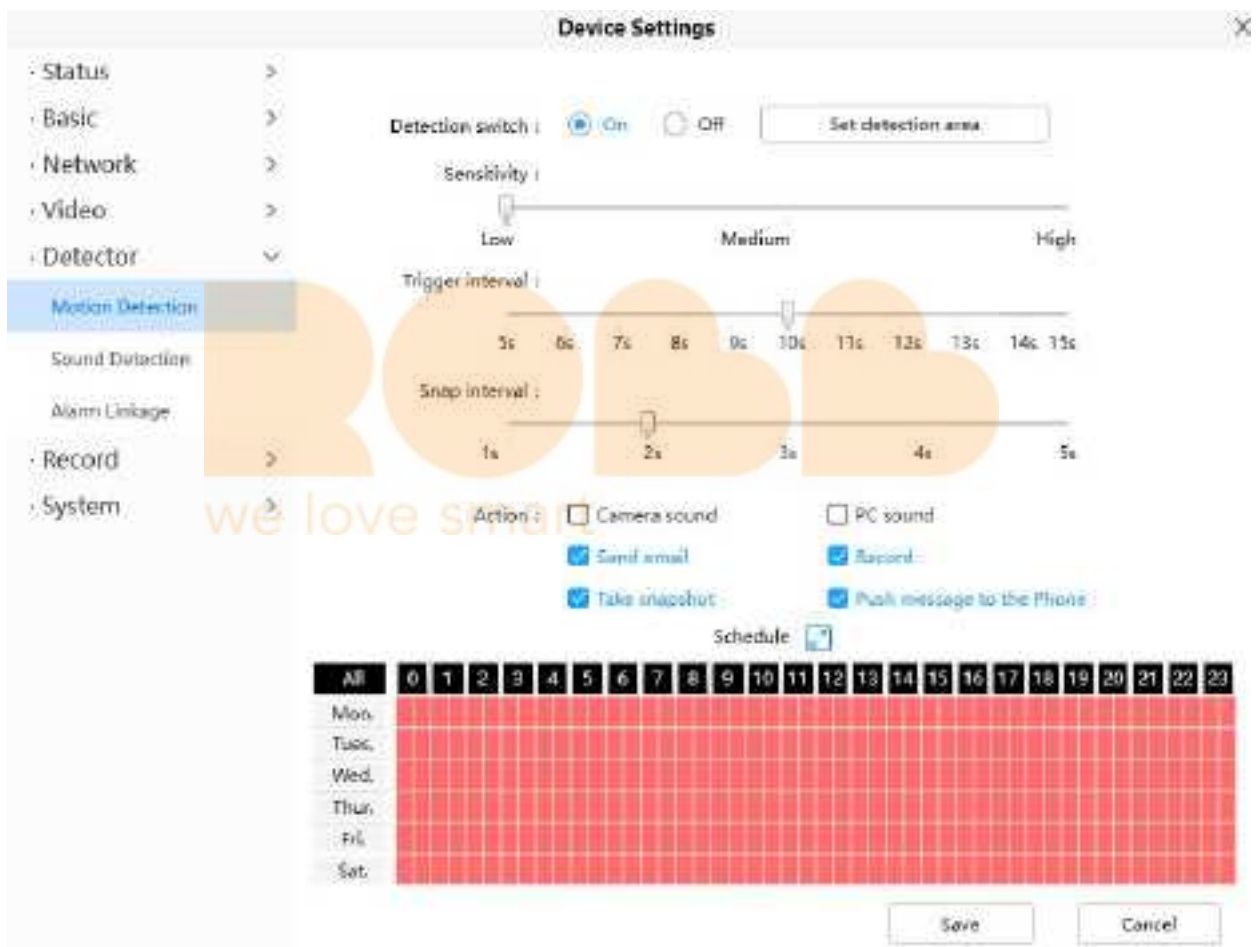 Device Settings
Status
Basic
Network
Video
Detector
Motion Detection
Sound Detection
Alarm Linkage
Record
System
Detection switch : On Off Set detection area
Sensitivity :
Low Medium High
Trigger interval :
5s 6s 7s 8s 9s 10s 11s 12s 13s 14s 15s
Snap interval :
1s 2s 3s 4s 5s
Action : Camera sound PC sound
Send email Record
Take snapshot Push message to the Phone
Schedule
All 0 1 2 3 4 5 6 7 8 9 10 11 12 13 14 15 16 17 18 19 20 21 22 23
Mon.
Tues.
Wed.
Thur.
Fri.
Sat.
Save Cancel
ROBB
we love smart